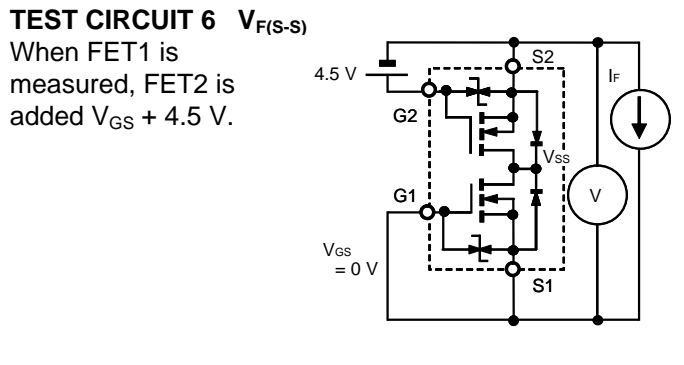 TEST CIRCUIT 6 VF(S-S)
When FET1 is
measured, FET2 is
added VGS + 4.5 V.
S2
4.5 V
IF
G2
VSS
G1
V
VGS
= 0 V
S1